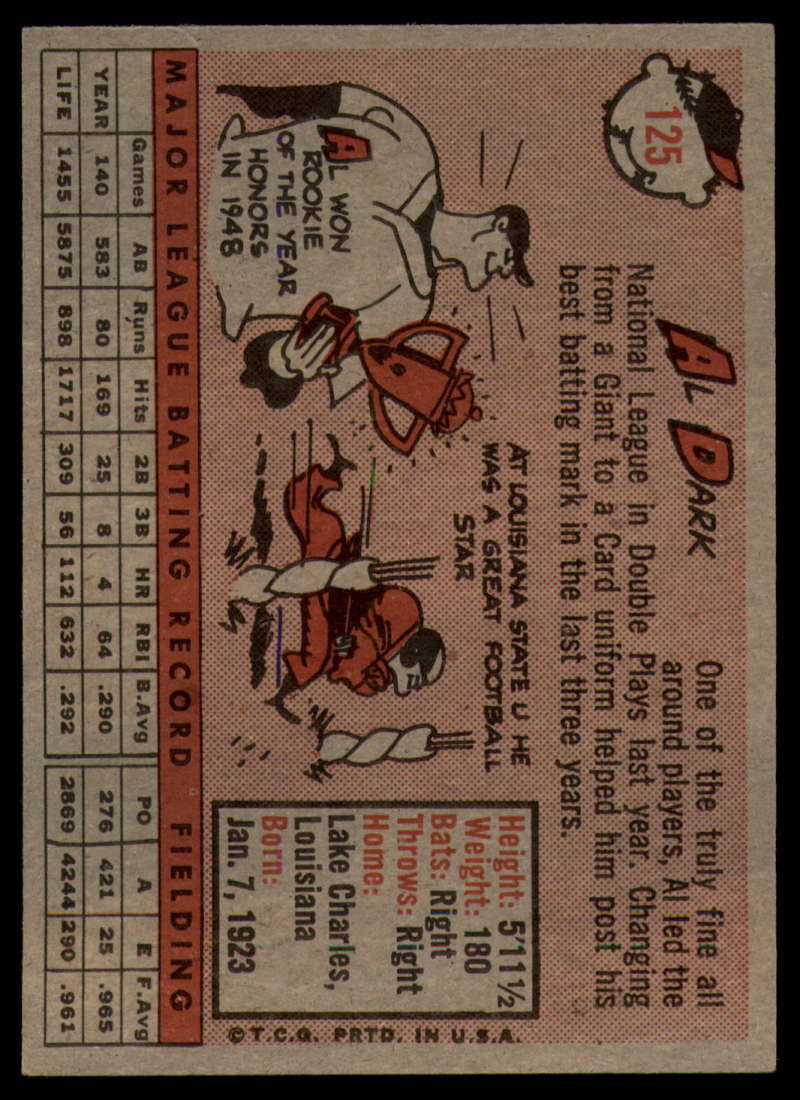 125
AL DARK
One of the truly fine all
around players, Al led the
National League in Double Plays last year. Changing
from a Giant to a Card uniform helped him post his
best batting mark in the last three years.
AL WON
ROOKIE
OF THE YEAR
HONORS
IN 1948
AT LOUISIANA STATE U HE
WAS A GREAT FOOTBALL
STAR
Height: 5'11½
Weight: 180
Bats: Right
Throws: Right
Home:
Lake Charles,
Louisiana
Born:
Jan. 7, 1923
©T.C.G. PRTD. IN U.S.A.
MAJOR LEAGUE BATTING RECORD FIELDING
Games AB Runs Hits 2B 3B HR RBI B.Avg PO A E F.Avg
YEAR 140 583 80 169 25 8 4 64 .290 276 421 25 .965
LIFE 1455 5875 898 1717 309 56 112 632 .292 2869 4244 290 .961